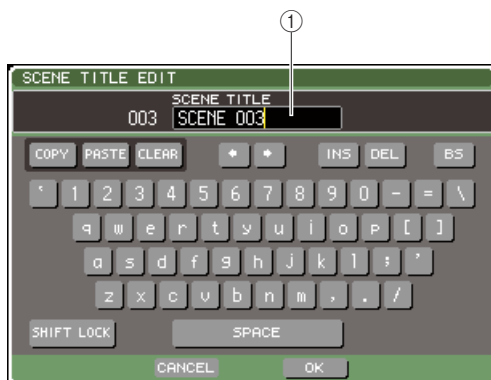 ①
SCENE TITLE EDIT
SCENE TITLE
003 SCENE 003
COPY PASTE CLEAR INS DEL BS
` 1 2 3 4 5 6 7 8 9 0 - = \
q w e r t y u i o p [ ]
a s d f g h j k l ; '
z x c v b n m , . /
SHIFT LOCK SPACE
CANCEL OK